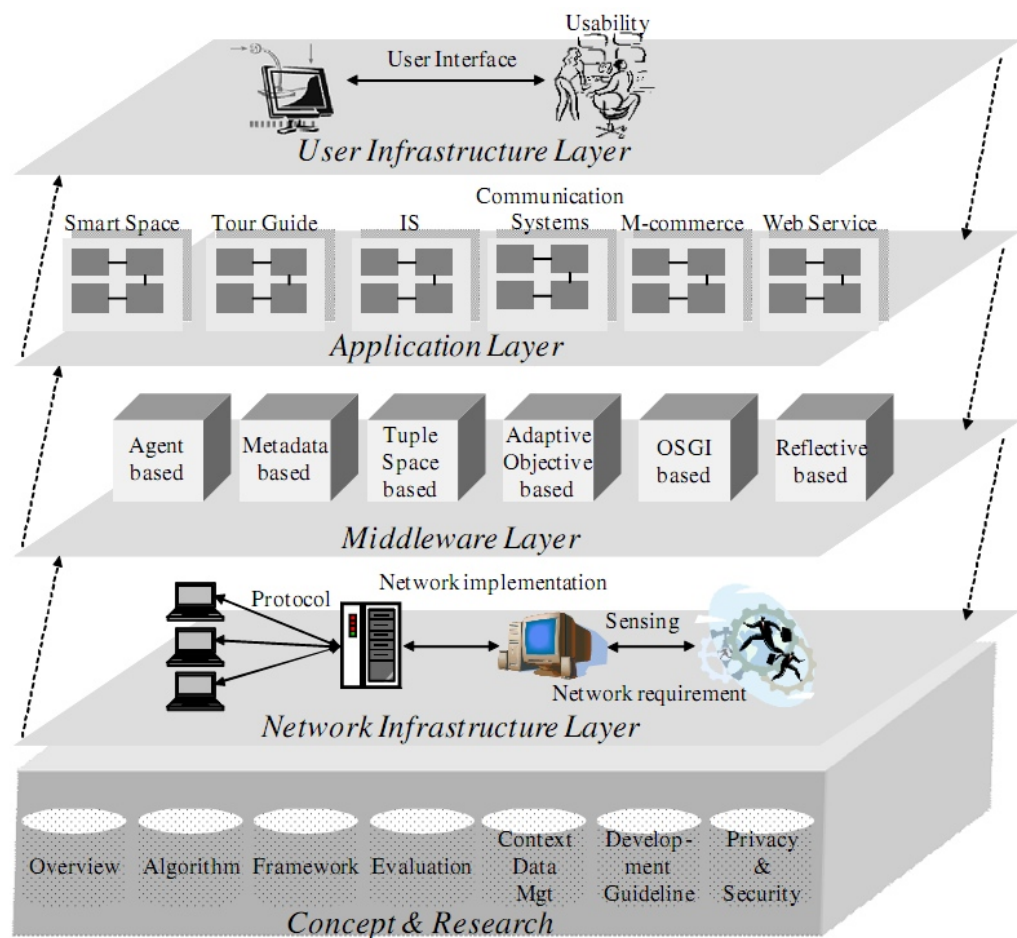 Usability
User Interface
User Infrastructure Layer
Communication
Smart Space Tour Guide IS Systems M-commerce Web Service
Application Layer
Agent
based
Metadata
based
Tuple
Space
based
Adaptive
Objective
based
OSGI
based
Reflective
based
Middleware Layer
Network implementation
Protocol
Sensing
Network requirement
Network Infrastructure Layer
Overview
Algorithm
Framework
Evaluation
Context
Data
Mgt
Develop-
ment
Guideline
Privacy
&
Security
Concept & Research